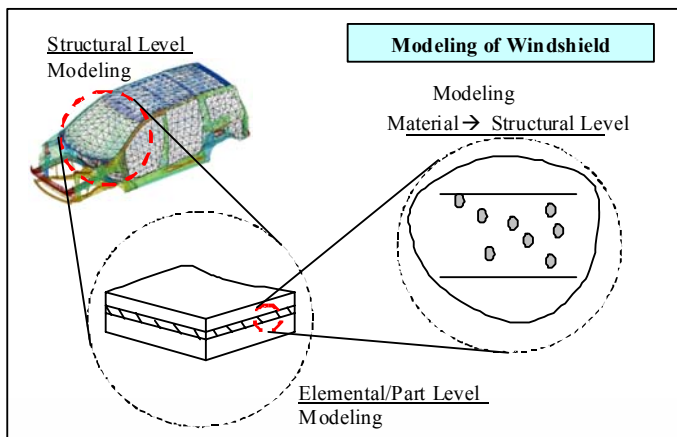 Structural Level
Modeling
Modeling of Windshield
Modeling
Material→ Structural Level
Elemental/Part Level
Modeling